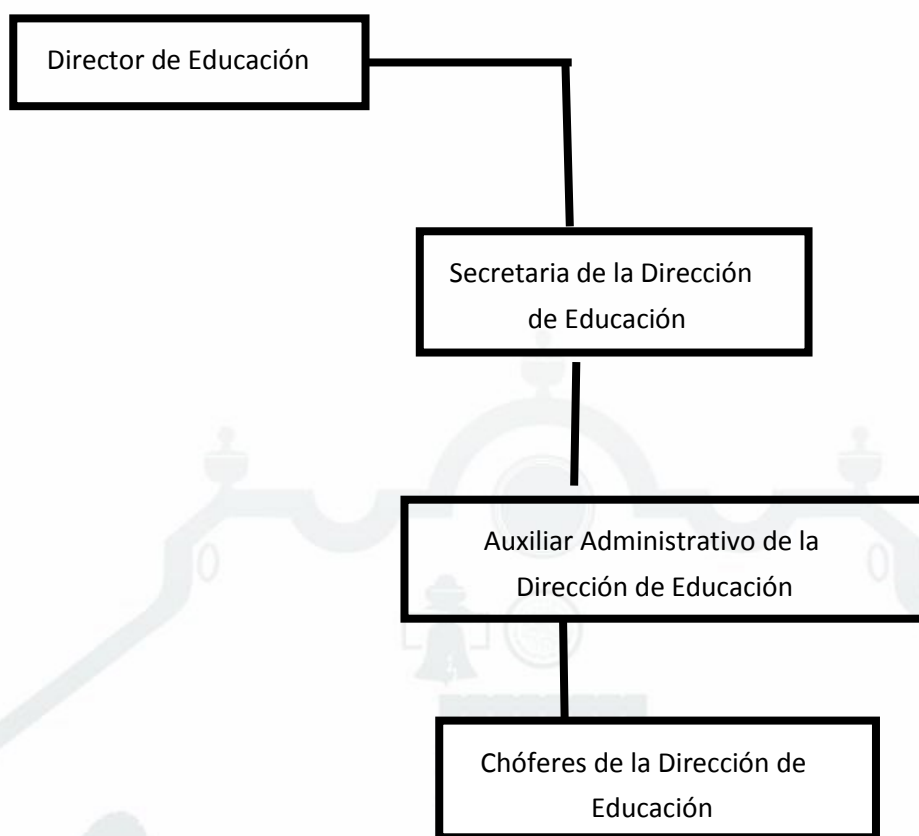 Director de Educación
Secretaria de la Dirección
de Educación
Auxiliar Administrativo de la
Dirección de Educación
Chóferes de la Dirección de
Educación